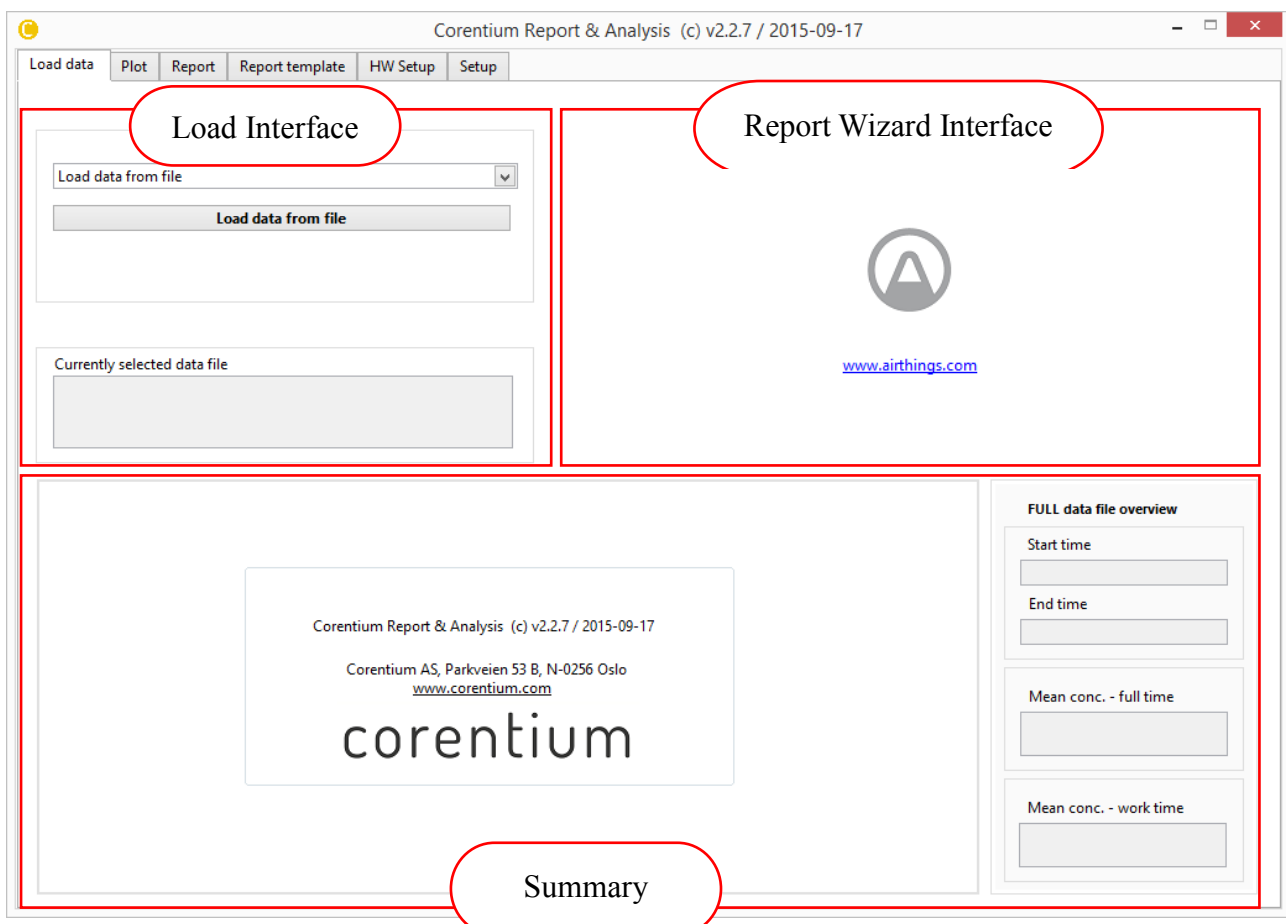 Corentium Report & Analysis (c) v2.2.7 / 2015-09-17
Load data
Plot
Report
Report template
HW Setup
Setup
Load Interface
Report Wizard Interface
Load data from file
Load data from file
Currently selected data file
www.airthings.com
Corentium Report & Analysis (c) v2.2.7 / 2015-09-17
Corentium AS, Parkveien 53 B, N-0256 Oslo
www.corentium.com
corentium
FULL data file overview
Start time
End time
Mean conc. - full time
Mean conc. - work time
Summary